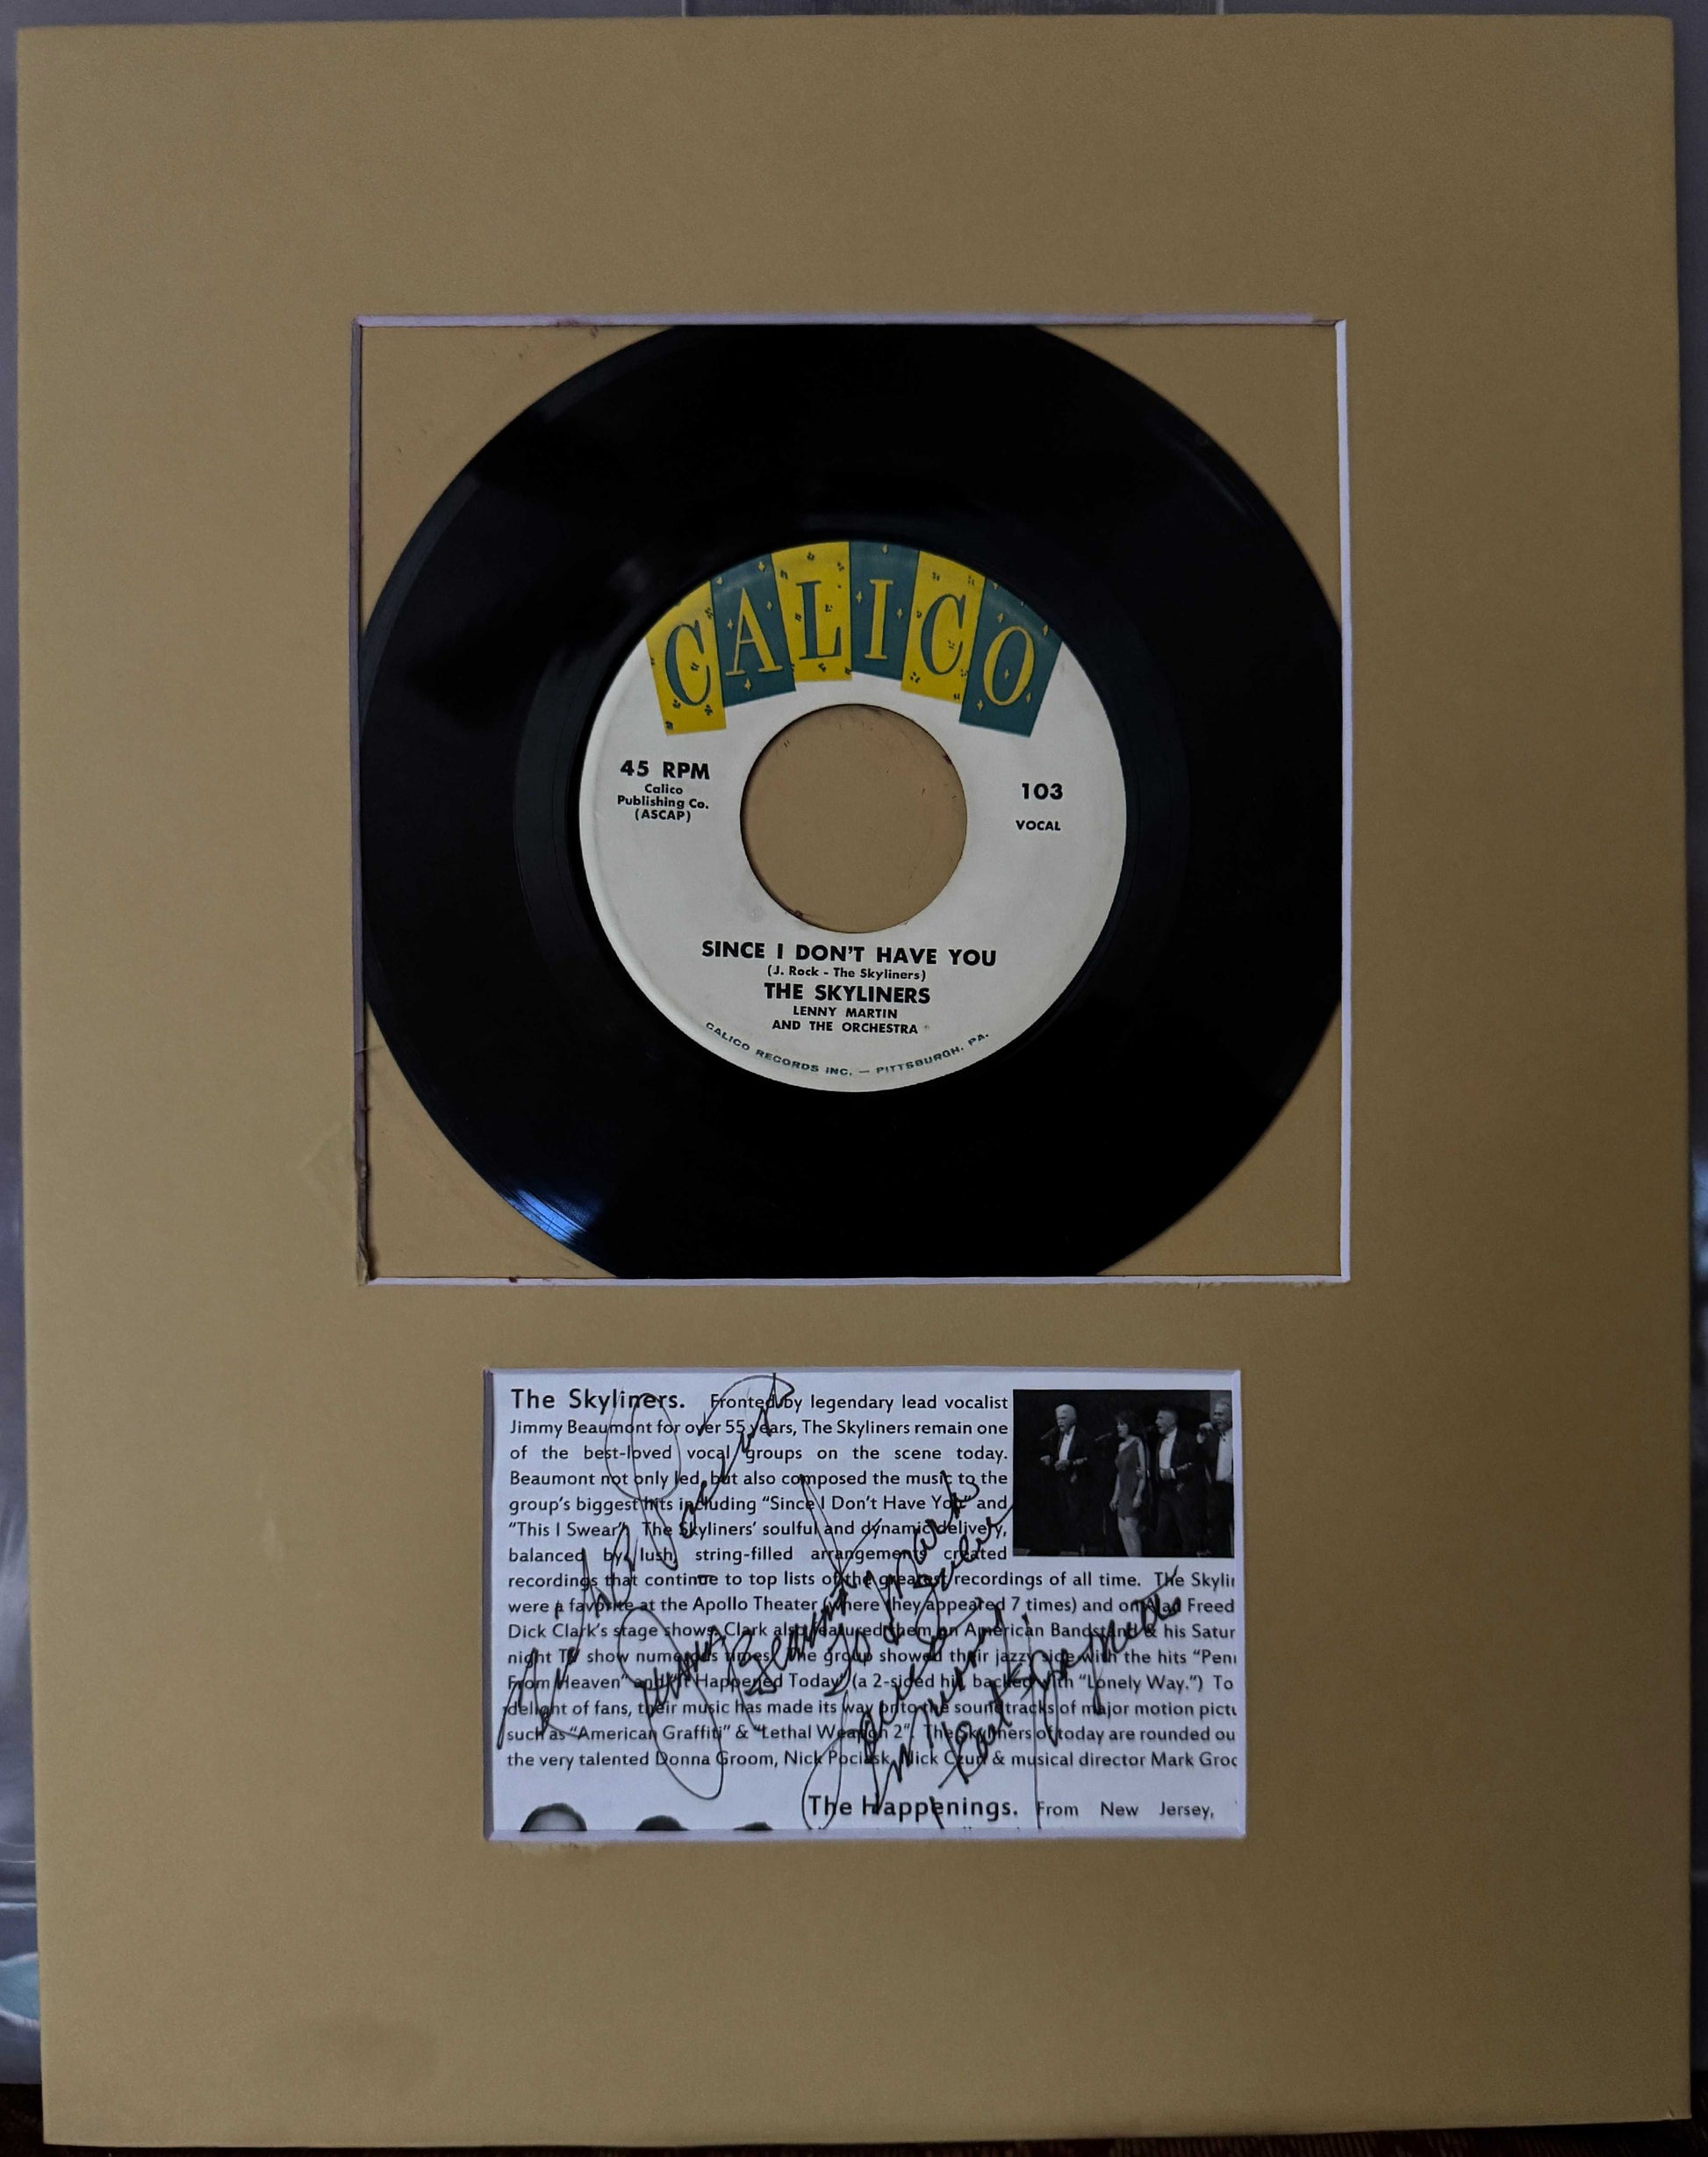 CALICO
45 RPM
Calico
Publishing Co.
(ASCAP)
103
VOCAL
SINCE I DON'T HAVE YOU
(J. Rock - The Skyliners)
THE SKYLINERS
LENNY MARTIN
AND THE ORCHESTRA
CALICO RECORDS INC. — PITTSBURGH, PA.
The Skyliners. Fronted by legendary lead vocalist
Jimmy Beaumont for over 55 years, The Skyliners remain one
of the best-loved vocal groups on the scene today.
Beaumont not only led, but also composed the music to the
group's biggest hits including “Since I Don't Have You” and
“This I Swear”. The Skyliners' soulful and dynamic delivery,
balanced by lush, string-filled arrangements created
recordings that continue to top lists of the greatest recordings of all time. The Skylin
were a favorite at the Apollo Theater (where they appeared 7 times) and on Alan Freed
Dick Clark's stage shows. Clark also featured them on American Bandstand & his Satur
night TV show numerous times. The group showed their jazzy side with the hits “Penn
From Heaven” and “It Happened Today” (a 2-sided hit, backed with “Lonely Way.”) To
delight of fans, their music has made its way onto the soundtracks of major motion pictu
such as “American Graffiti” & “Lethal Weapon 2”. The Skyliners of today are rounded ou
the very talented Donna Groom, Nick Pociask, Nick Czuri & musical director Mark Groo
Jimmy Beaumont
The Happenings. From New Jersey,